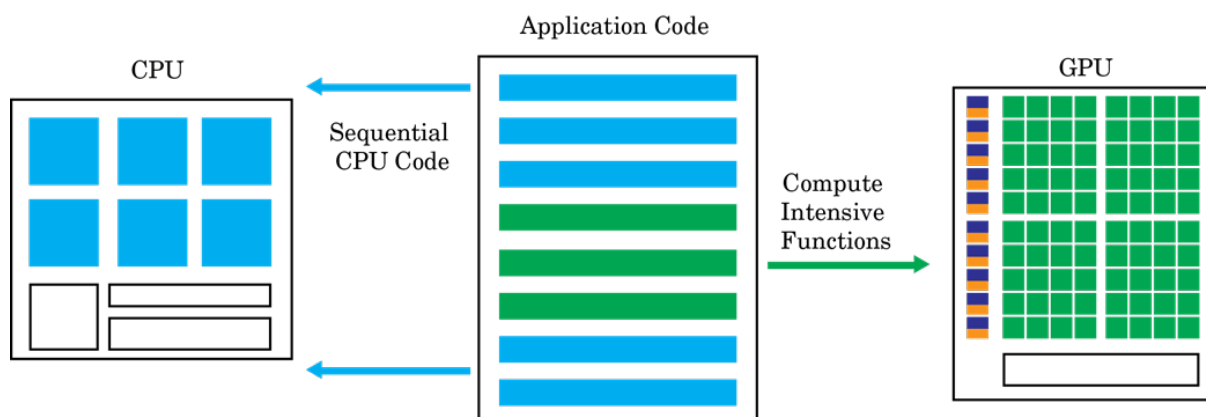 Application Code
CPU
GPU
Sequential
CPU Code
Compute
Intensive
Functions